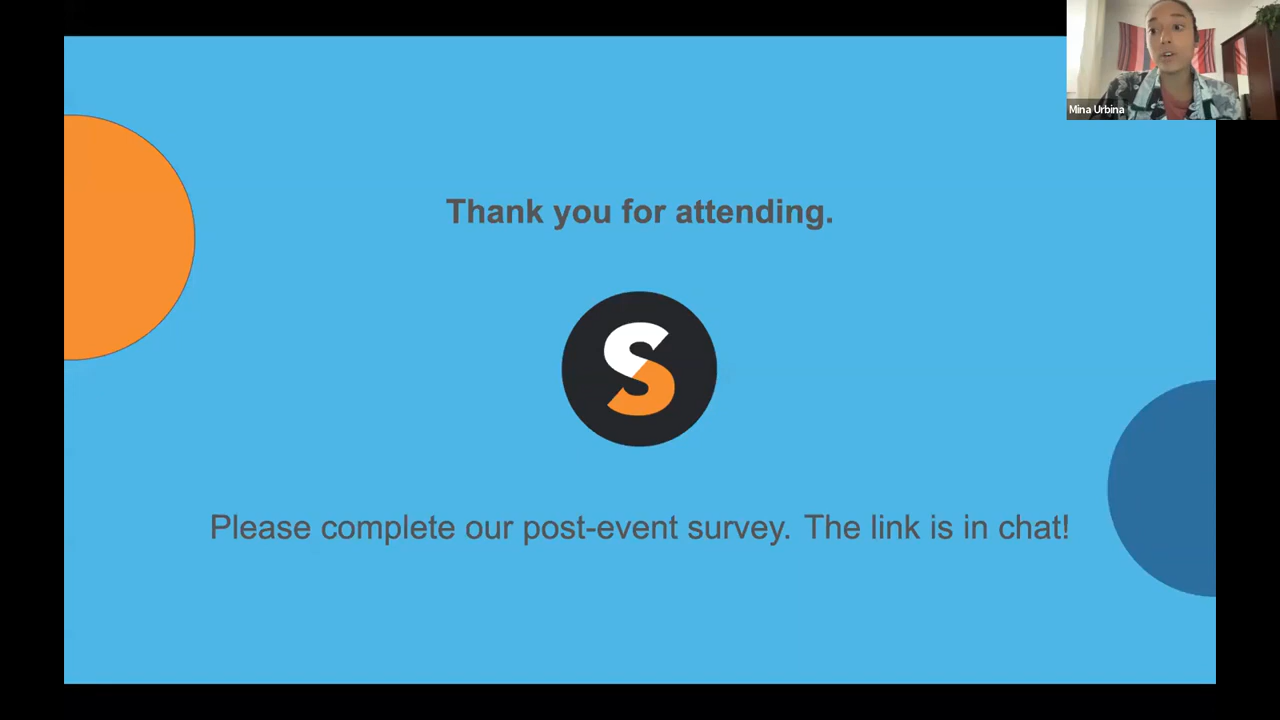 Mina Urbina
Thank you for attending.
S
Please complete our post-event survey. The link is in chat!